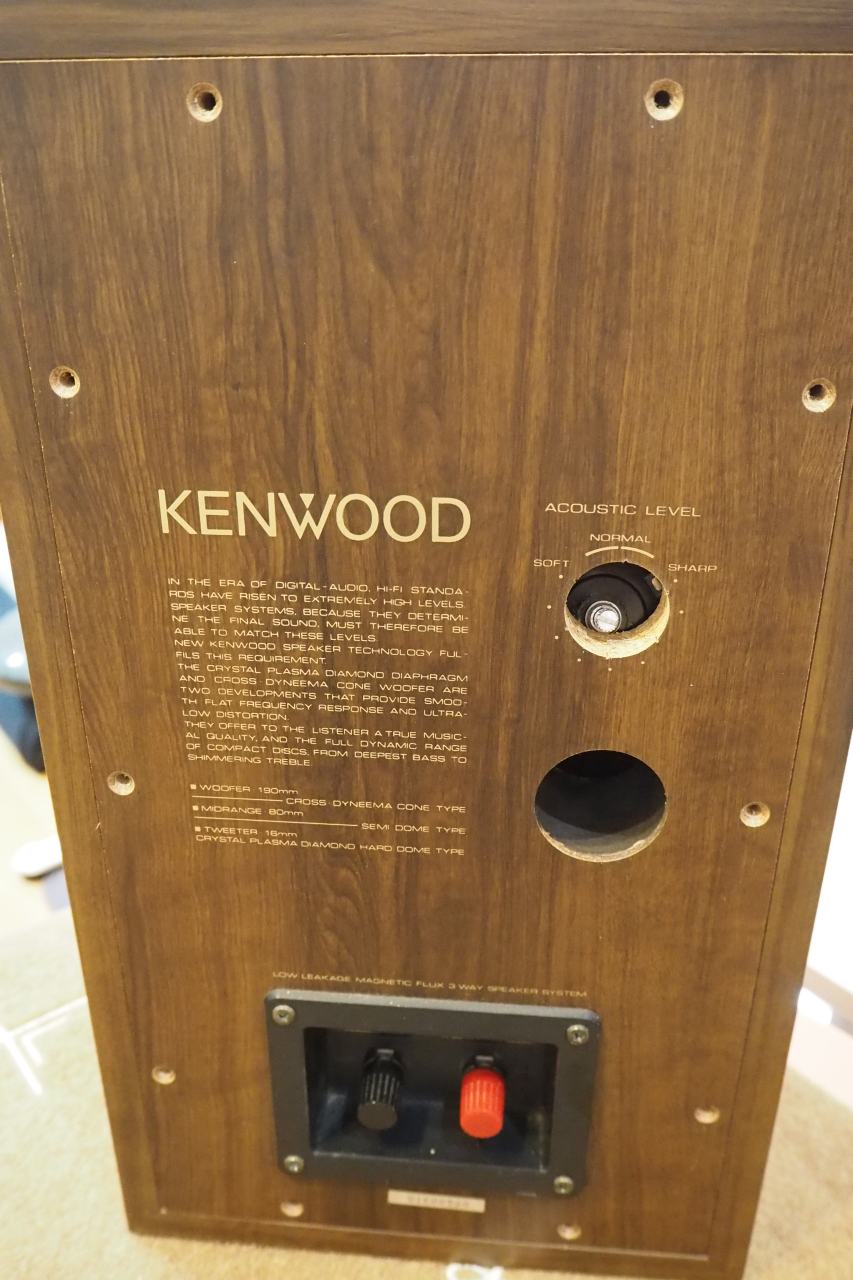 KENWOOD
IN THE ERA OF DIGITAL-AUDIO, HI-FI STANDA-
RDS HAVE RISEN TO EXTREMELY HIGH LEVELS.
SPEAKER SYSTEMS, BECAUSE THEY DETERMI-
NE THE FINAL SOUND, MUST THEREFORE BE
ABLE TO MATCH THESE LEVELS.
NEW KENWOOD SPEAKER TECHNOLOGY FUL-
FILS THIS REQUIREMENT.
THE CRYSTAL PLASMA DIAMOND DIAPHRAGM
AND CROSS DYNEEMA CONE WOOFER ARE
TWO DEVELOPMENTS THAT PROVIDE SMOO-
TH FLAT FREQUENCY RESPONSE AND ULTRA-
LOW DISTORTION.
THEY OFFER TO THE LISTENER A TRUE MUSIC-
AL QUALITY, AND THE FULL DYNAMIC RANGE
OF COMPACT DISCS, FROM DEEPEST BASS TO
SHIMMERING TREBLE.
■ WOOFER 190mm
CROSS DYNEEMA CONE TYPE
■ MIDRANGE 80mm
SEMI DOME TYPE
■ TWEETER 16mm
CRYSTAL PLASMA DIAMOND HARD DOME TYPE
ACOUSTIC LEVEL
NORMAL
SOFT SHARP
LOW LEAKAGE MAGNETIC FLUX 3 WAY SPEAKER SYSTEM